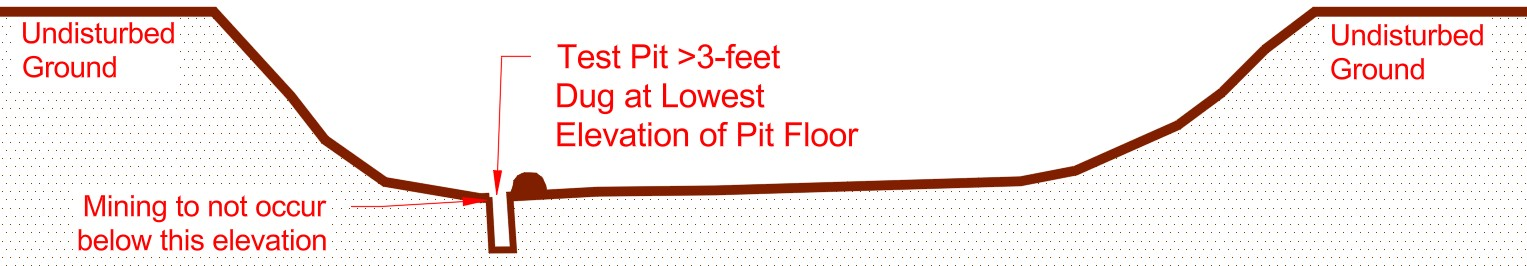 Undisturbed
Ground
Test Pit >3-feet
Dug at Lowest
Elevation of Pit Floor
Undisturbed
Ground
Mining to not occur
below this elevation